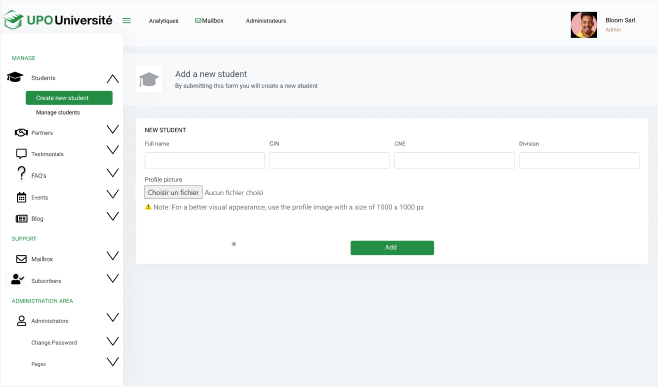 UPO Université
Analytiques
Mailbox
Administrateurs
Bloom Sarl
Admin
MANAGE
Students
Create new student
Manage students
Partners
Testimonials
FAQ's
Events
Blog
SUPPORT
Mailbox
Subscribers
ADMINISTRATION AREA
Administrators
Change Password
Pages
Add a new student
By submitting this form you will create a new student
NEW STUDENT
Full name
CIN
CNE
Division
Profile picture
Choisir un fichier Aucun fichier choisi
Note: For a better visual appearance, use the profile image with a size of 1000 x 1000 px
Add